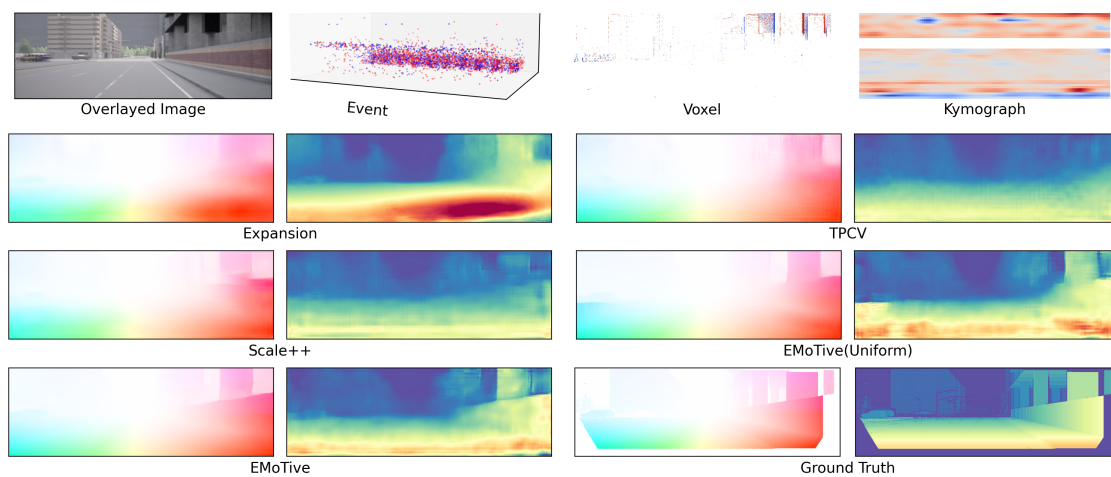 Overlayed Image
Event
Voxel
Kymograph
Expansion
TPCV
Scale++
EMoTive(Uniform)
EMoTive
Ground Truth